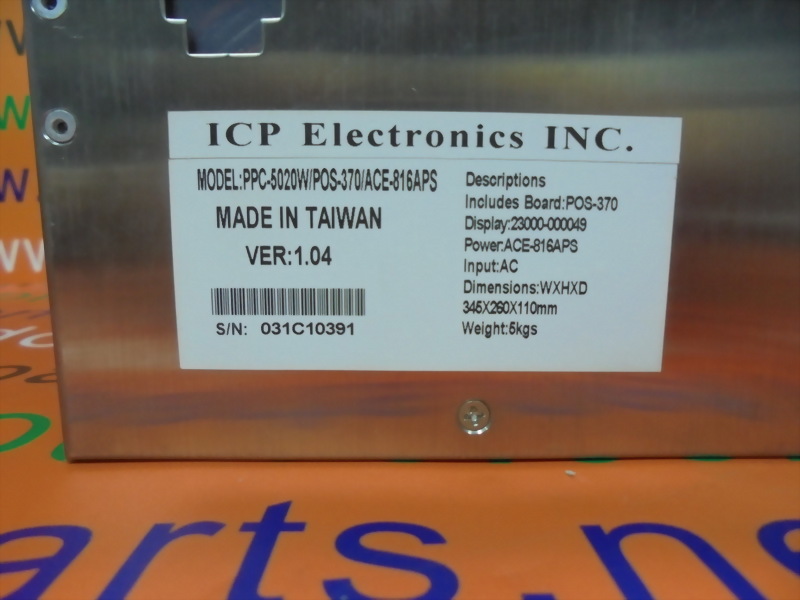 ICP Electronics INC.
MODEL:PPC-5020W/POS-370/ACE-816APS
MADE IN TAIWAN
VER:1.04
S/N: 031C10391
Descriptions
Includes Board:POS-370
Display:23000-000049
Power:ACE-816APS
Input:AC
Dimensions:WXHXD
345X260X110mm
Weight:5kgs
arts.